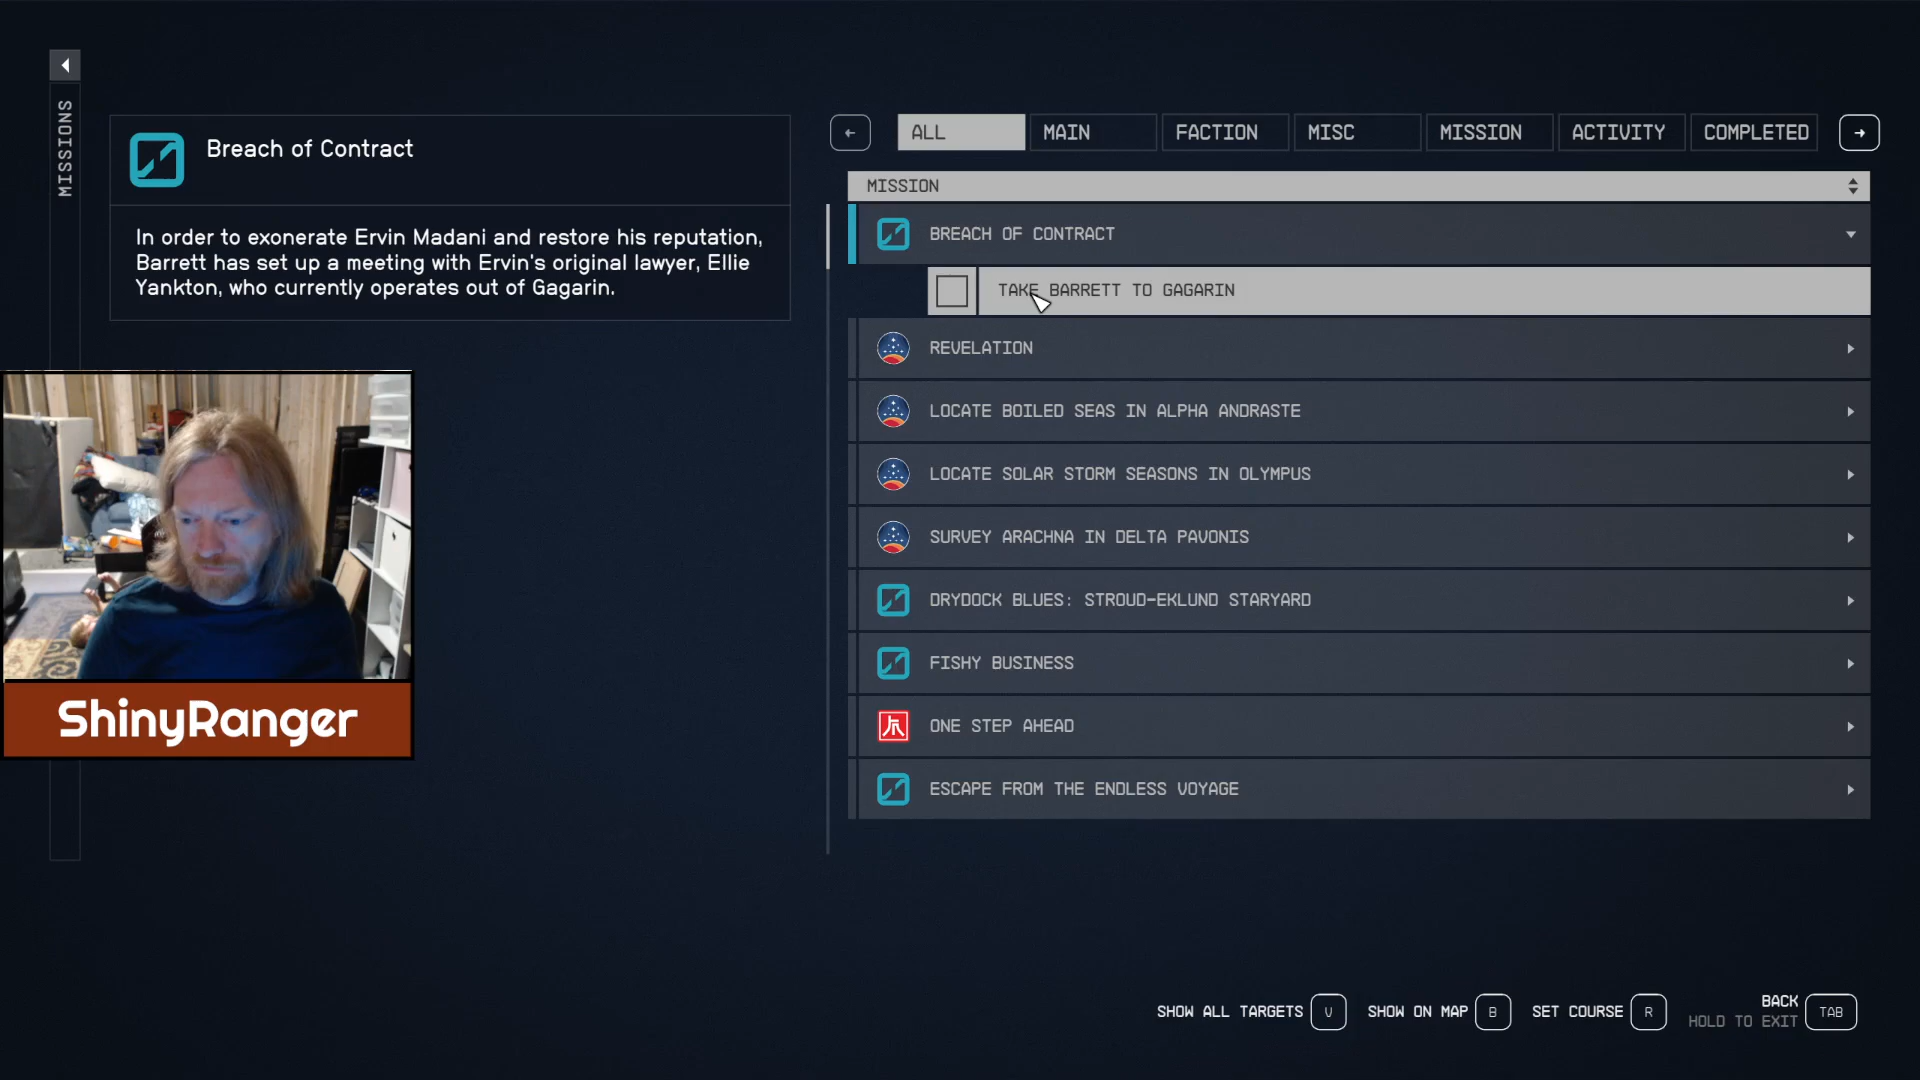 MISSIONS
Breach of Contract
In order to exonerate Ervin Madani and restore his reputation,
Barrett has set up a meeting with Ervin's original lawyer, Ellie
Yankton, who currently operates out of Gagarin.
ALL
MAIN
FACTION
MISC
MISSION
ACTIVITY
COMPLETED
MISSION
BREACH OF CONTRACT
TAKE BARRETT TO GAGARIN
REVELATION
LOCATE BOILED SEAS IN ALPHA ANDRASTE
LOCATE SOLAR STORM SEASONS IN OLYMPUS
SURVEY ARACHNA IN DELTA PAVONIS
DRYDOCK BLUES: STROUD-EKLUND STARYARD
FISHY BUSINESS
ONE STEP AHEAD
ESCAPE FROM THE ENDLESS VOYAGE
ShinyRanger
SHOW ALL TARGETS V
SHOW ON MAP B
SET COURSE R
BACK
HOLD TO EXIT
TAB